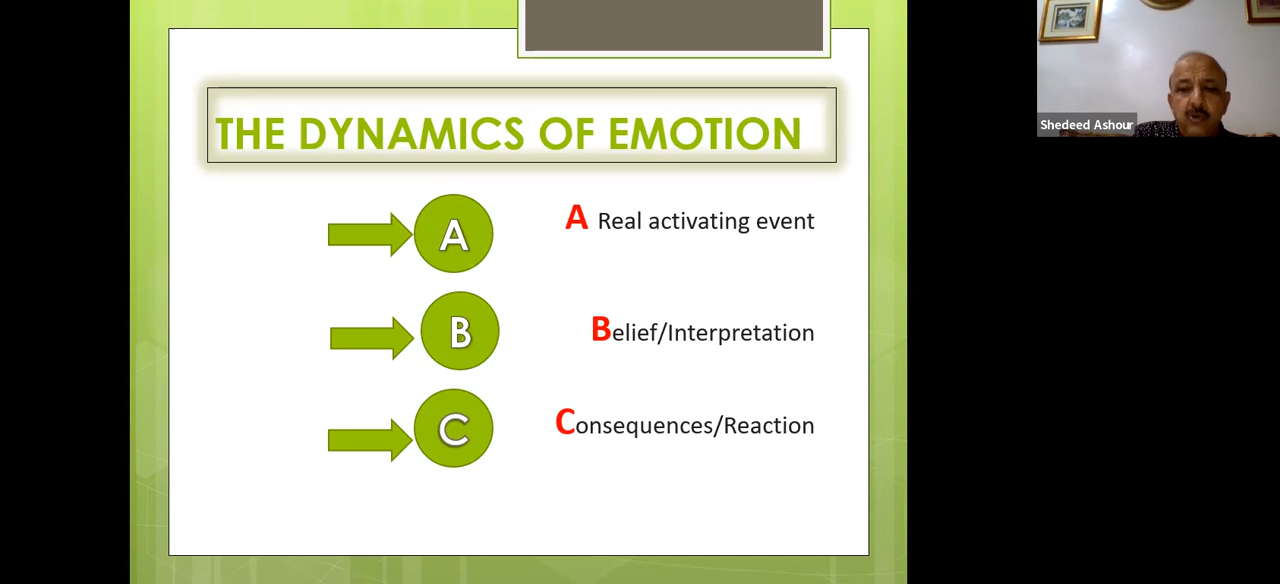 THE DYNAMICS OF EMOTION
A
A Real activating event
B
Belief/Interpretation
C
Consequences/Reaction
Shedeed Ashour